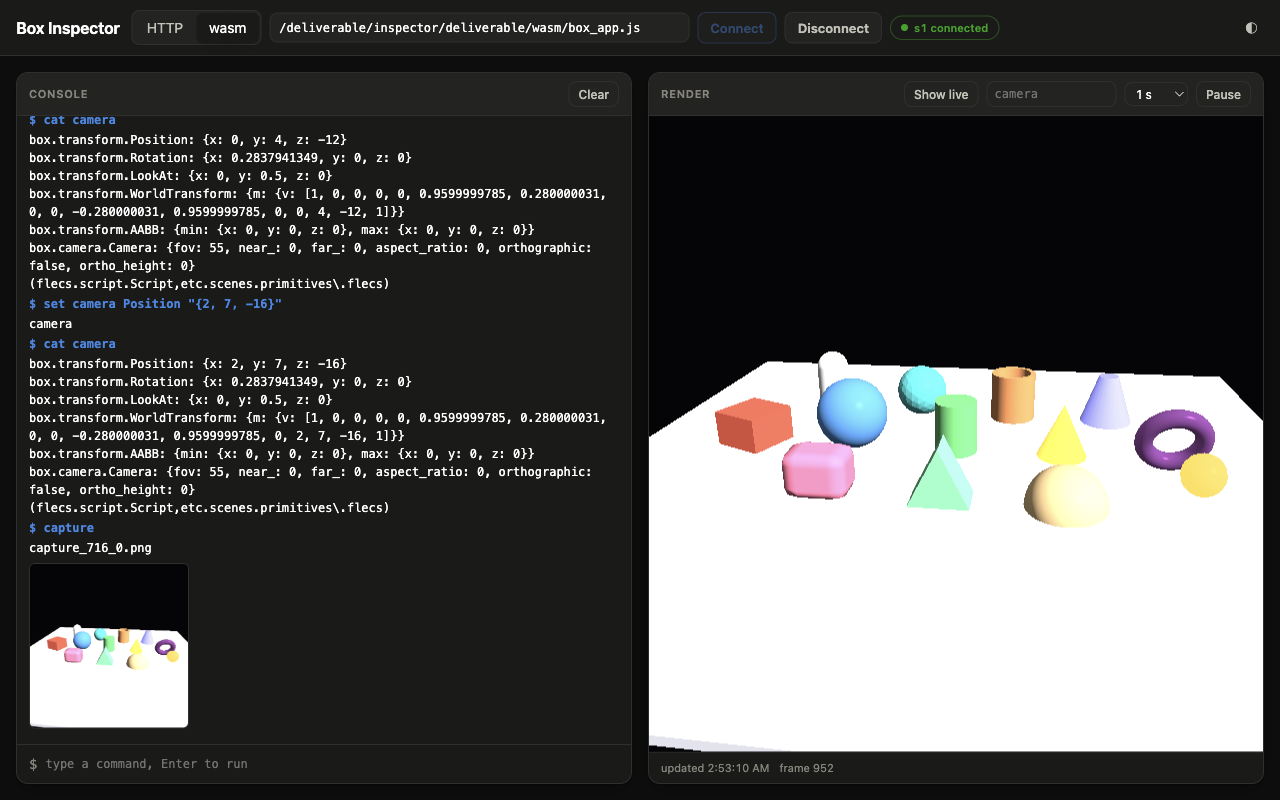 Box Inspector
HTTP
wasm
/deliverable/inspector/deliverable/wasm/box_app.js
Connect
Disconnect
s1 connected
CONSOLE
Clear
$ cat camera
box.transform.Position: {x: 0, y: 4, z: -12}
box.transform.Rotation: {x: 0.2837941349, y: 0, z: 0}
box.transform.LookAt: {x: 0, y: 0.5, z: 0}
box.transform.WorldTransform: {m: {v: [1, 0, 0, 0, 0, 0.9599999785, 0.280000031,
0, 0, -0.280000031, 0.9599999785, 0, 0, 4, -12, 1]}}
box.transform.AABB: {min: {x: 0, y: 0, z: 0}, max: {x: 0, y: 0, z: 0}}
box.camera.Camera: {fov: 55, near_: 0, far_: 0, aspect_ratio: 0, orthographic:
false, ortho_height: 0}
(flecs.script.Script,etc.scenes.primitives\.flecs)
$ set camera Position "{2, 7, -16}"
camera
$ cat camera
box.transform.Position: {x: 2, y: 7, z: -16}
box.transform.Rotation: {x: 0.2837941349, y: 0, z: 0}
box.transform.LookAt: {x: 0, y: 0.5, z: 0}
box.transform.WorldTransform: {m: {v: [1, 0, 0, 0, 0, 0.9599999785, 0.280000031,
0, 0, -0.280000031, 0.9599999785, 0, 2, 7, -16, 1]}}
box.transform.AABB: {min: {x: 0, y: 0, z: 0}, max: {x: 0, y: 0, z: 0}}
box.camera.Camera: {fov: 55, near_: 0, far_: 0, aspect_ratio: 0, orthographic:
false, ortho_height: 0}
(flecs.script.Script,etc.scenes.primitives\.flecs)
$ capture
capture_716_0.png
$ type a command, Enter to run
RENDER
Show live
camera
1 s
Pause
updated 2:53:10 AM frame 952